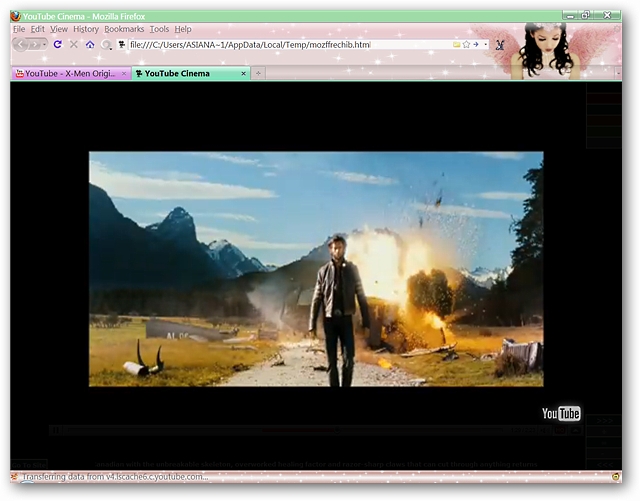 YouTube Cinema - Mozilla Firefox
File Edit View History Bookmarks Tools Help
file:///C:/Users/ASIANA~1/AppData/Local/Temp/mozffrechib.html
YouTube - X-Men Origi... YouTube Cinema
YouTube
Transferring data from v4.lscache6.c.youtube.com...